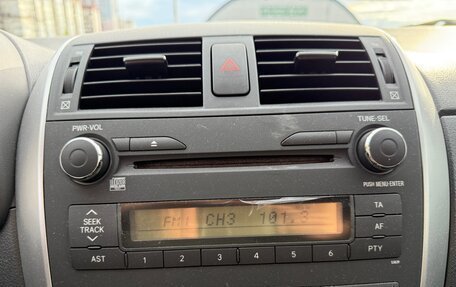 PWR·VOL
TUNE/SEL
PUSH MENU·ENTER
SEEK
TRACK
AST
FM1 CH3 101.3
1 2 3 4 5 6
TA
AF
PTY